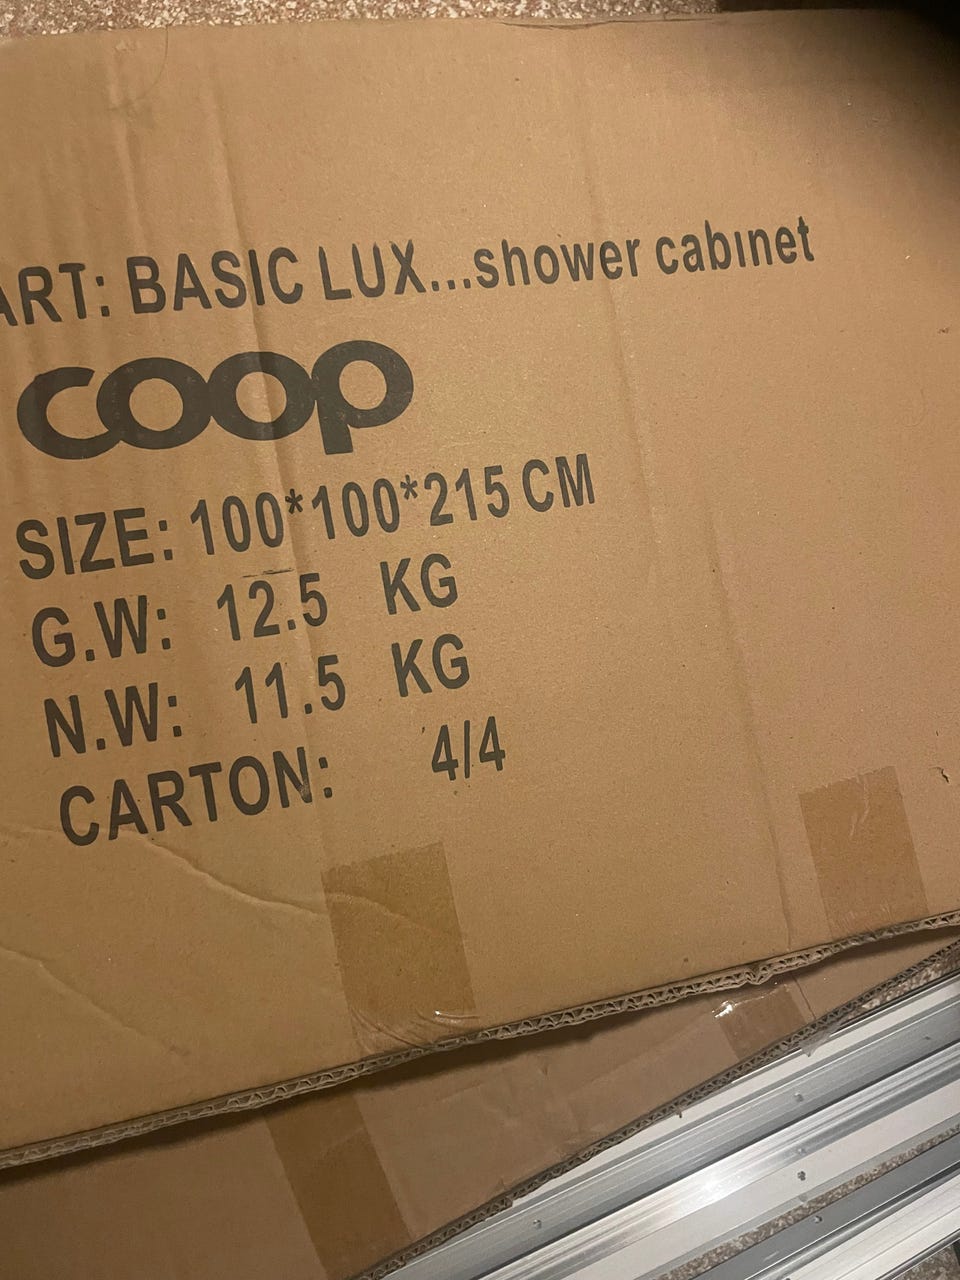 ART: BASIC LUX...shower cabınet
coop
SIZE: 100*100*215 CM
G.W: 12.5 KG
N.W: 11.5 KG
CARTON: 4/4